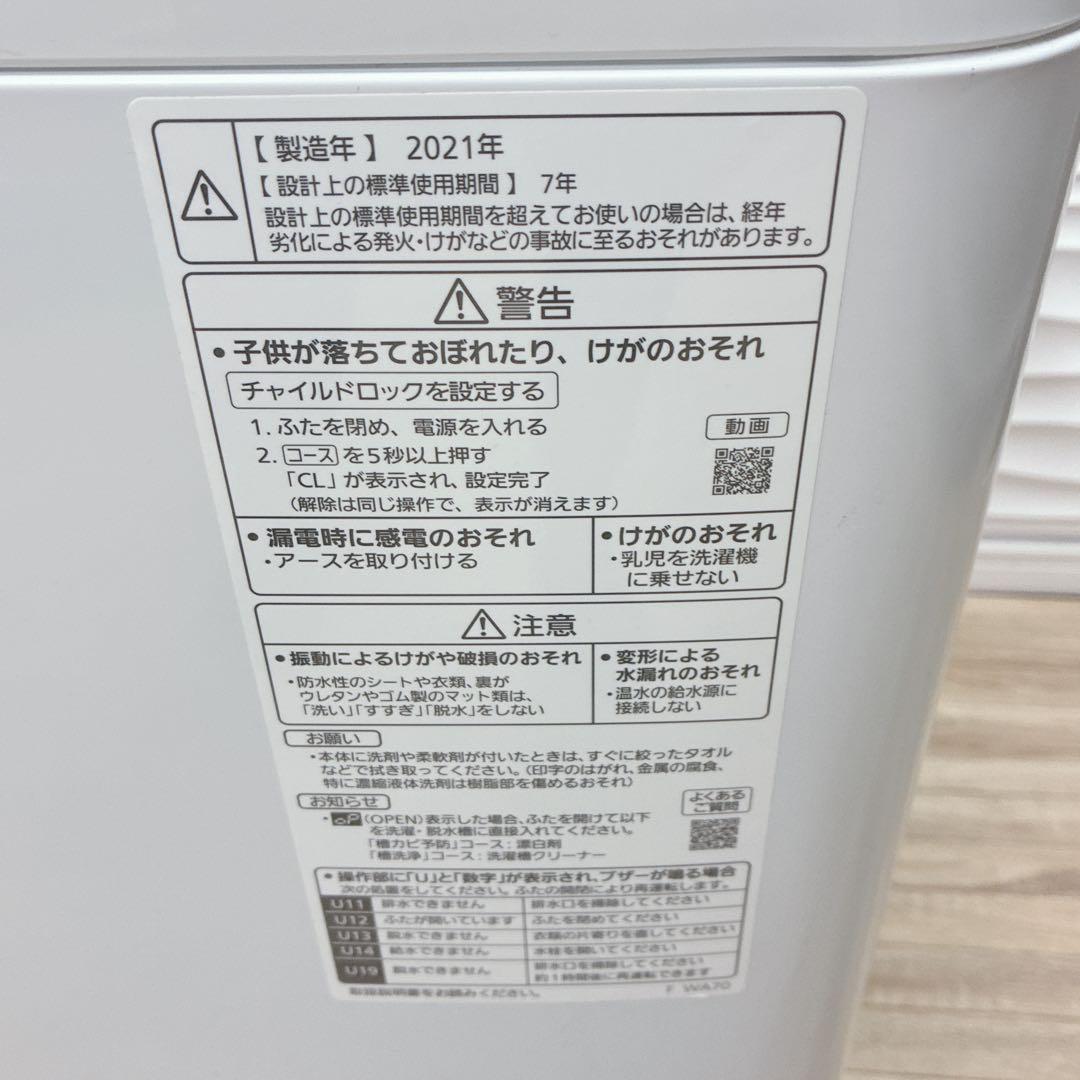 【製造年】 2021年
【設計上の標準使用期間】 7年
設計上の標準使用期間を超えてお使いの場合は、経年
劣化による発火・けがなどの事故に至るおそれがあります。
警告
•子供が落ちておぼれたり、けがのおそれ
チャイルドロックを設定する
1. ふたを閉め、電源を入れる
2. コース を5秒以上押す
「CL」が表示され、設定完了
(解除は同じ操作で、表示が消えます)
動画
•漏電時に感電のおそれ
・アースを取り付ける
•けがのおそれ
・乳児を洗濯機
に乗せない
注意
•振動によるけがや破損のおそれ
・防水性のシートや衣類、裏が
ウレタンやゴム製のマット類は、
「洗い」「すすぎ」「脱水」をしない
•変形による
水漏れのおそれ
・温水の給水源に
接続しない
お願い
・本体に洗剤や柔軟剤が付いたときは、すぐに絞ったタオル
などで拭き取ってください。(印字のはがれ、金属の腐食、
特に濃縮液体洗剤は樹脂部を傷めるおそれ)
お知らせ
・oP(OPEN)表示した場合、ふたを開けて以下
を洗濯・脱水槽に直接入れてください。
「槽カビ予防」コース:漂白剤
「槽洗浄」コース:洗濯槽クリーナー
よくある
ご質問
•操作部に「U」と「数字」が表示され、ブザーが鳴る場合
次の処置をしてください。ふたの開閉により再運転します。
U11 排水できません 排水口を掃除してください
U12 ふたが開いています ふたを閉めてください
U13 脱水できません 衣類の片寄りを直してください
U14 給水できません 水栓を開いてください
U19 脱水できません 排水口を掃除してください
約1時間後に再運転できます
取扱説明書をお読みください。
F WA70